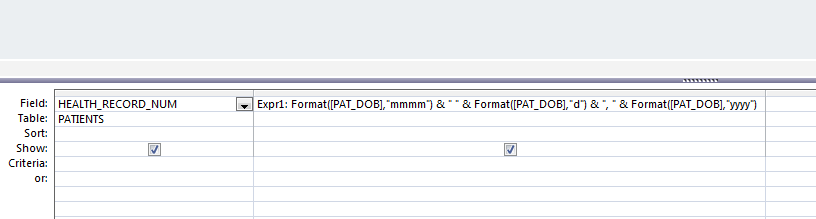 Field: HEALTH_RECORD_NUM Expr1: Format([PAT_DOB],"mmmm") & " " & Format([PAT_DOB],"d") & ", " & Format([PAT_DOB],"yyyy")
Table: PATIENTS
Sort:
Show:
Criteria:
or: